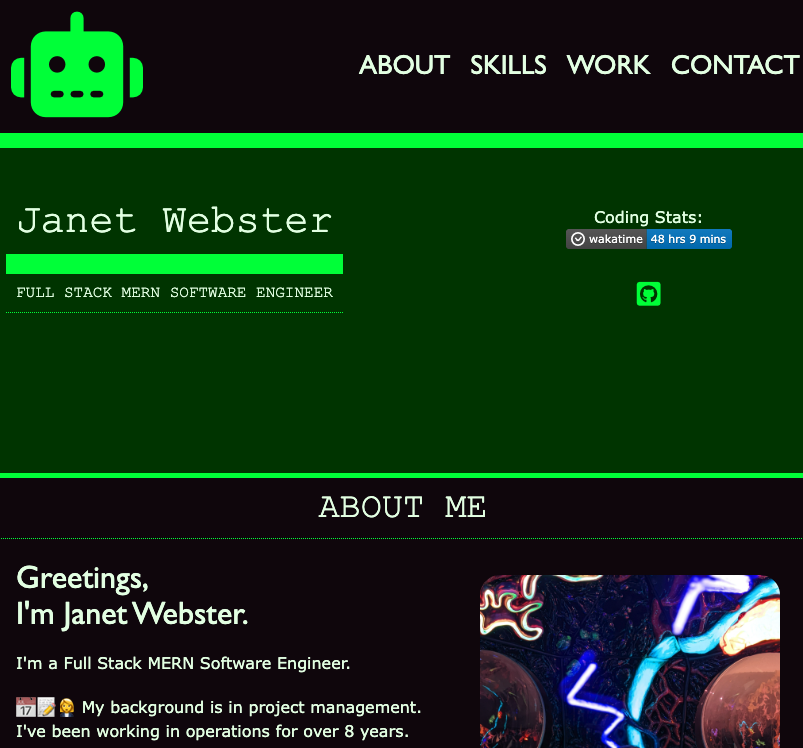 ABOUT SKILLS WORK CONTACT
Janet Webster
FULL STACK MERN SOFTWARE ENGINEER
Coding Stats:
wakatime 48 hrs 9 mins
ABOUT ME
Greetings,
I'm Janet Webster.
I'm a Full Stack MERN Software Engineer.
📅📝👩‍💼 My background is in project management.
I've been working in operations for over 8 years.